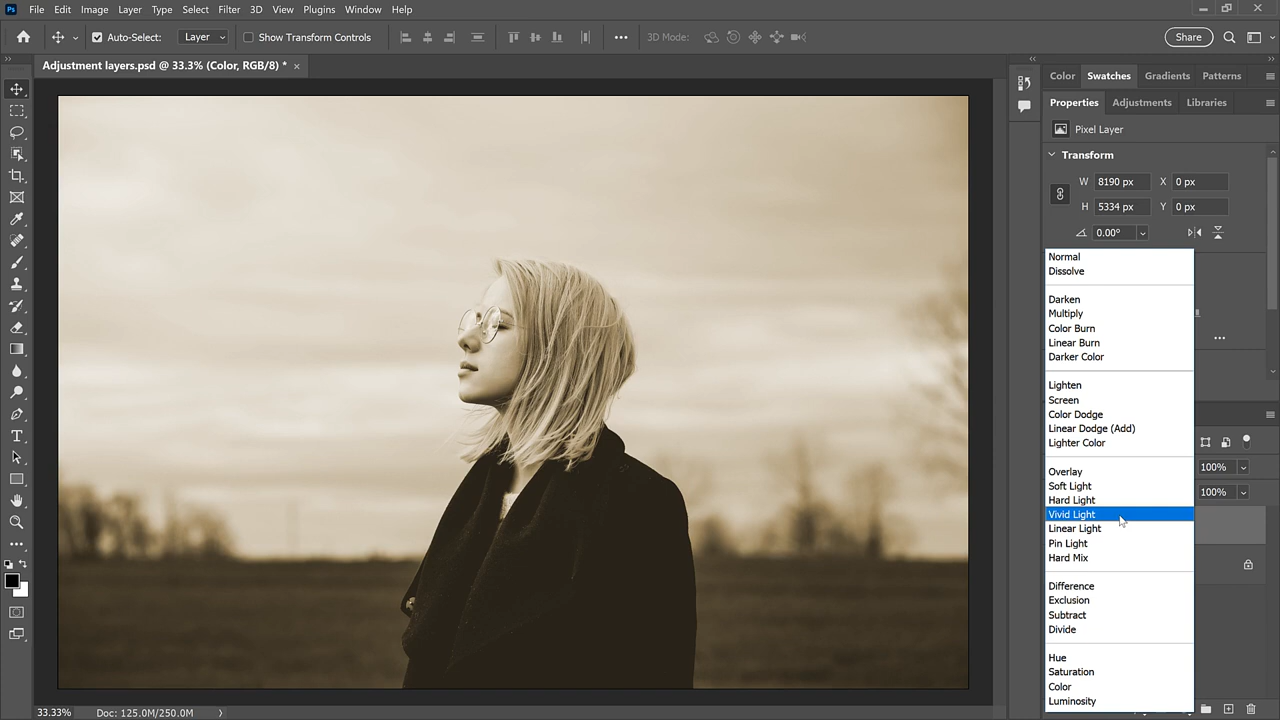 Ps File Edit Image Layer Type Select Filter 3D View Plugins Window Help
Auto-Select: Layer Show Transform Controls 3D Mode: Share
Adjustment layers.psd @ 33.3% (Color, RGB/8) *
Color Swatches Gradients Patterns
Properties Adjustments Libraries
Pixel Layer
Transform
W 8190 px X 0 px
H 5334 px Y 0 px
0.00°
Normal
Dissolve
Darken
Multiply
Color Burn
Linear Burn
Darker Color
Lighten
Screen
Color Dodge
Linear Dodge (Add)
Lighter Color
100%
Overlay
Soft Light
100%
Hard Light
Vivid Light
Linear Light
Pin Light
Hard Mix
Difference
Exclusion
Subtract
Divide
Hue
Saturation
Color
Luminosity
33.33% Doc: 125.0M/250.0M